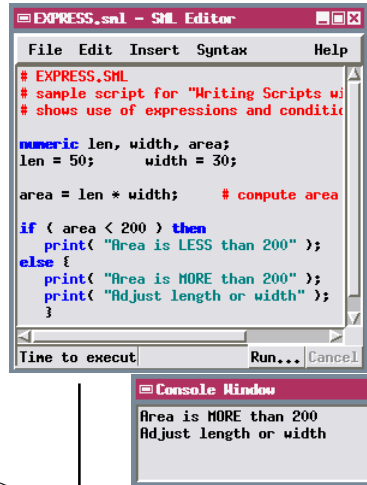 EXPRESS.sml - SML Editor
File Edit Insert Syntax Help
# EXPRESS.SML
# sample script for "Writing Scripts wi
# shows use of expressions and conditio
numeric len, width, area;
len = 50; width = 30;
area = len * width; # compute area
if ( area < 200 ) then
print( "Area is LESS than 200" );
else {
print( "Area is MORE than 200" );
print( "Adjust length or width" );
}
Time to execut Run... Cancel
Console Window
Area is MORE than 200
Adjust length or width